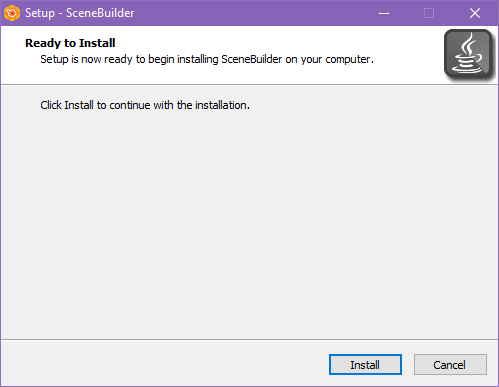 Setup - SceneBuilder
Ready to Install
Setup is now ready to begin installing SceneBuilder on your computer.
Click Install to continue with the installation.
Install
Cancel